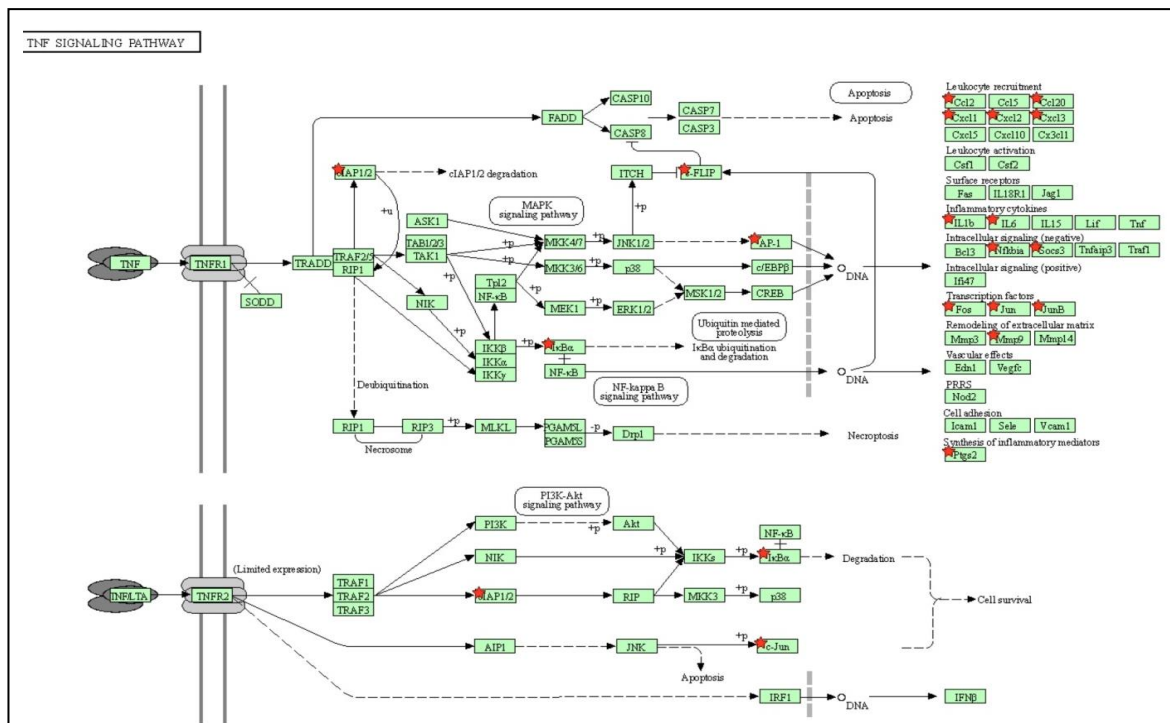 TNF SIGNALING PATHWAY
CASP10
FADD
CASP8
CASP7
CASP3
Apoptosis
Apoptosis
cIAP1/2
cIAP1/2 degradation
ITCH
c-FLIP
+u
+p
ASK1
MAPK
signaling pathway
TNF
TNFR1
SODD
TRADD
TRAF2/5
RIP1
TAB1/2/3
TAK1
+p
+p
MKK4/7
+p
JNK1/2
AP-1
MKK3/6
+p
p38
c/EBPβ
DNA
NIK
Tpl2
NF-κB
+p
MEK1
+p
ERK1/2
MSK1/2
CREB
+p
+p
IKKβ
IKKα
IKKγ
+p
IκBα
NF-κB
Ubiquitin mediated
proteolysis
IκBα ubiquitination
and degradation
NF-kappa B
signaling pathway
DNA
Deubiquitination
RIP1
RIP3
Necrosome
+p
MLKL
PGAM5L
PGAM5S
-p
Drp1
Necroptosis
Leukocyte recruitment
Ccl2 Ccl5 Ccl20
Cxcl1 Cxcl2 Cxcl3
Cxcl5 Cxcl10 Cx3cl1
Leukocyte activation
Csf1 Csf2
Surface receptors
Fas IL18R1 Jag1
Inflammatory cytokines
IL1b IL6 IL15 Lif Tnf
Intracellular signaling (negative)
Bcl3 Nfkbia Socs3 Tnfaip3 Traf1
Intracellular signaling (positive)
Ifi47
Transcription factors
Fos Jun JunB
Remodeling of extracellular matrix
Mmp3 Mmp9 Mmp14
Vascular effects
Edn1 Vegfc
PRRS
Nod2
Cell adhesion
Icam1 Sele Vcam1
Synthesis of inflammatory mediators
Ptgs2
PI3K-Akt
signaling pathway
PI3K
+p
Akt
NF-κB
NIK
+p
IKKs
+p
IκBα
Degradation
(Limited expression)
TNF/LTA
TNFR2
TRAF1
TRAF2
TRAF3
cIAP1/2
RIP
MKK3
+p
p38
Cell survival
AIP1
JNK
+p
c-Jun
Apoptosis
IRF1
DNA
IFNβ